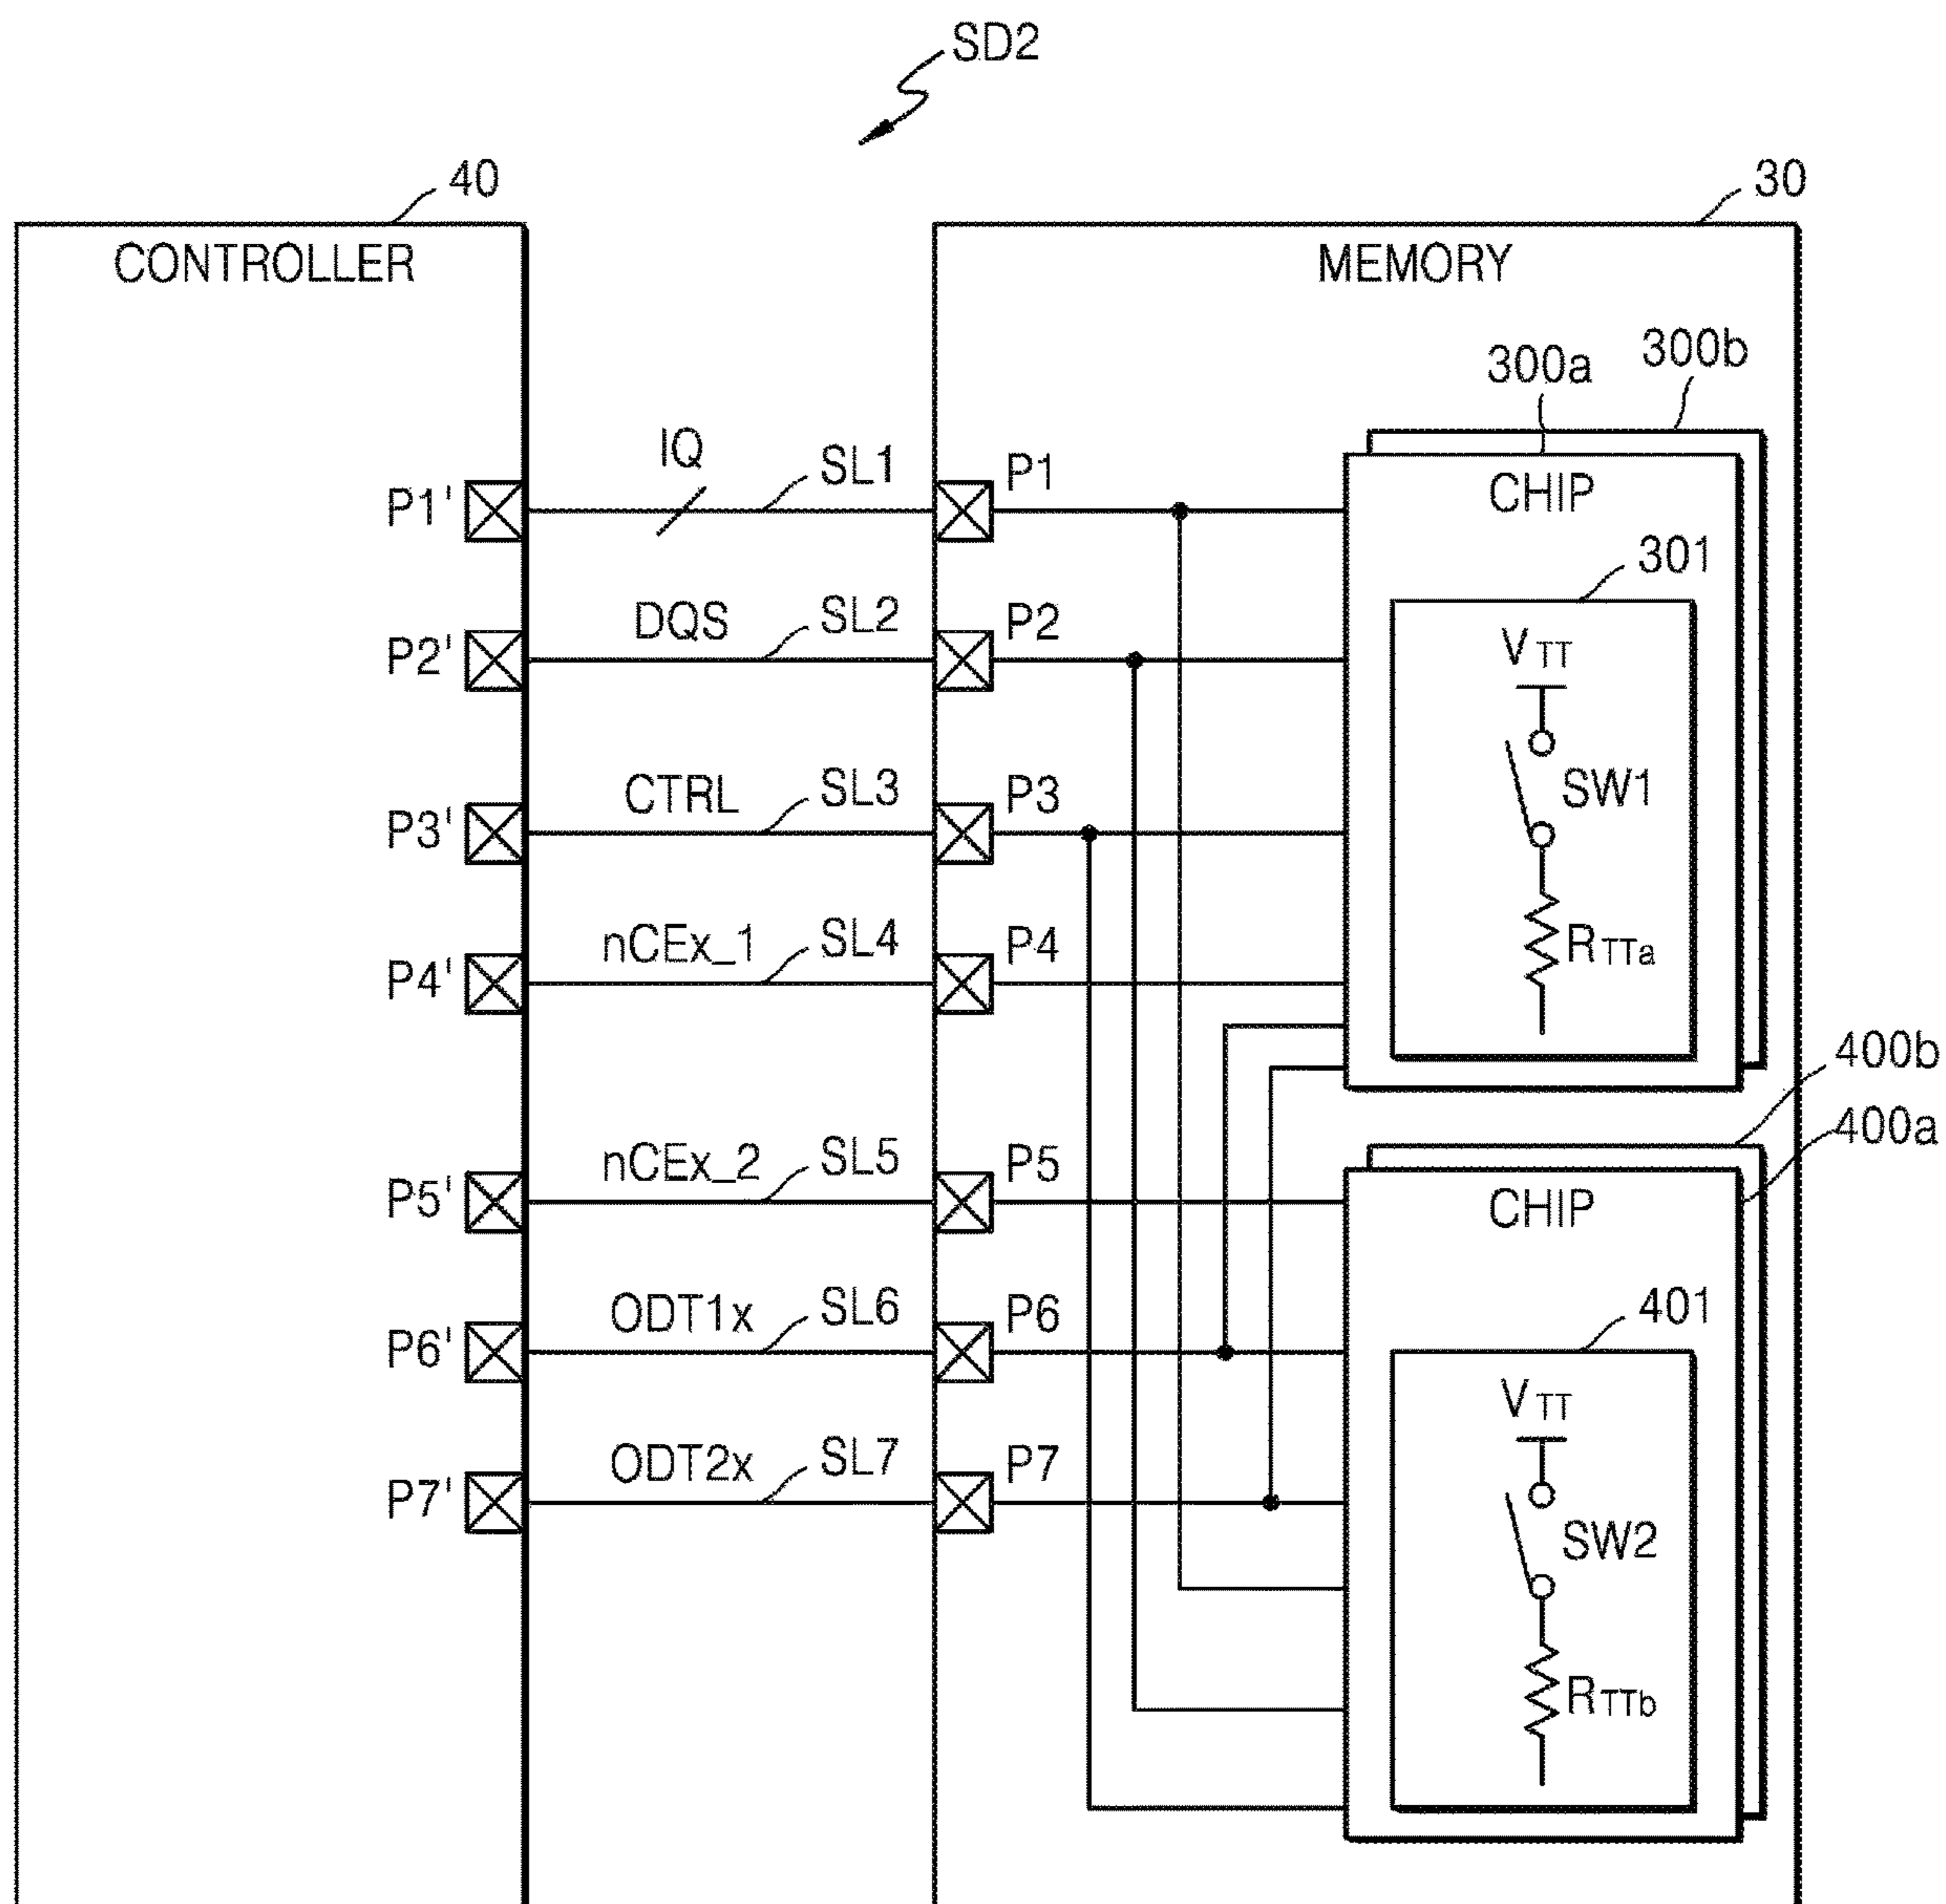 SD2
40
30
CONTROLLER
MEMORY
300a
300b
P1'
IQ
SL1
P1
CHIP
301
P2'
DQS
SL2
P2
VTT
SW1
P3'
CTRL
SL3
P3
RTTa
P4'
nCEx_1
SL4
P4
400b
400a
P5'
nCEx_2
SL5
P5
CHIP
401
P6'
ODT1x
SL6
P6
VTT
P7'
ODT2x
SL7
P7
SW2
RTTb